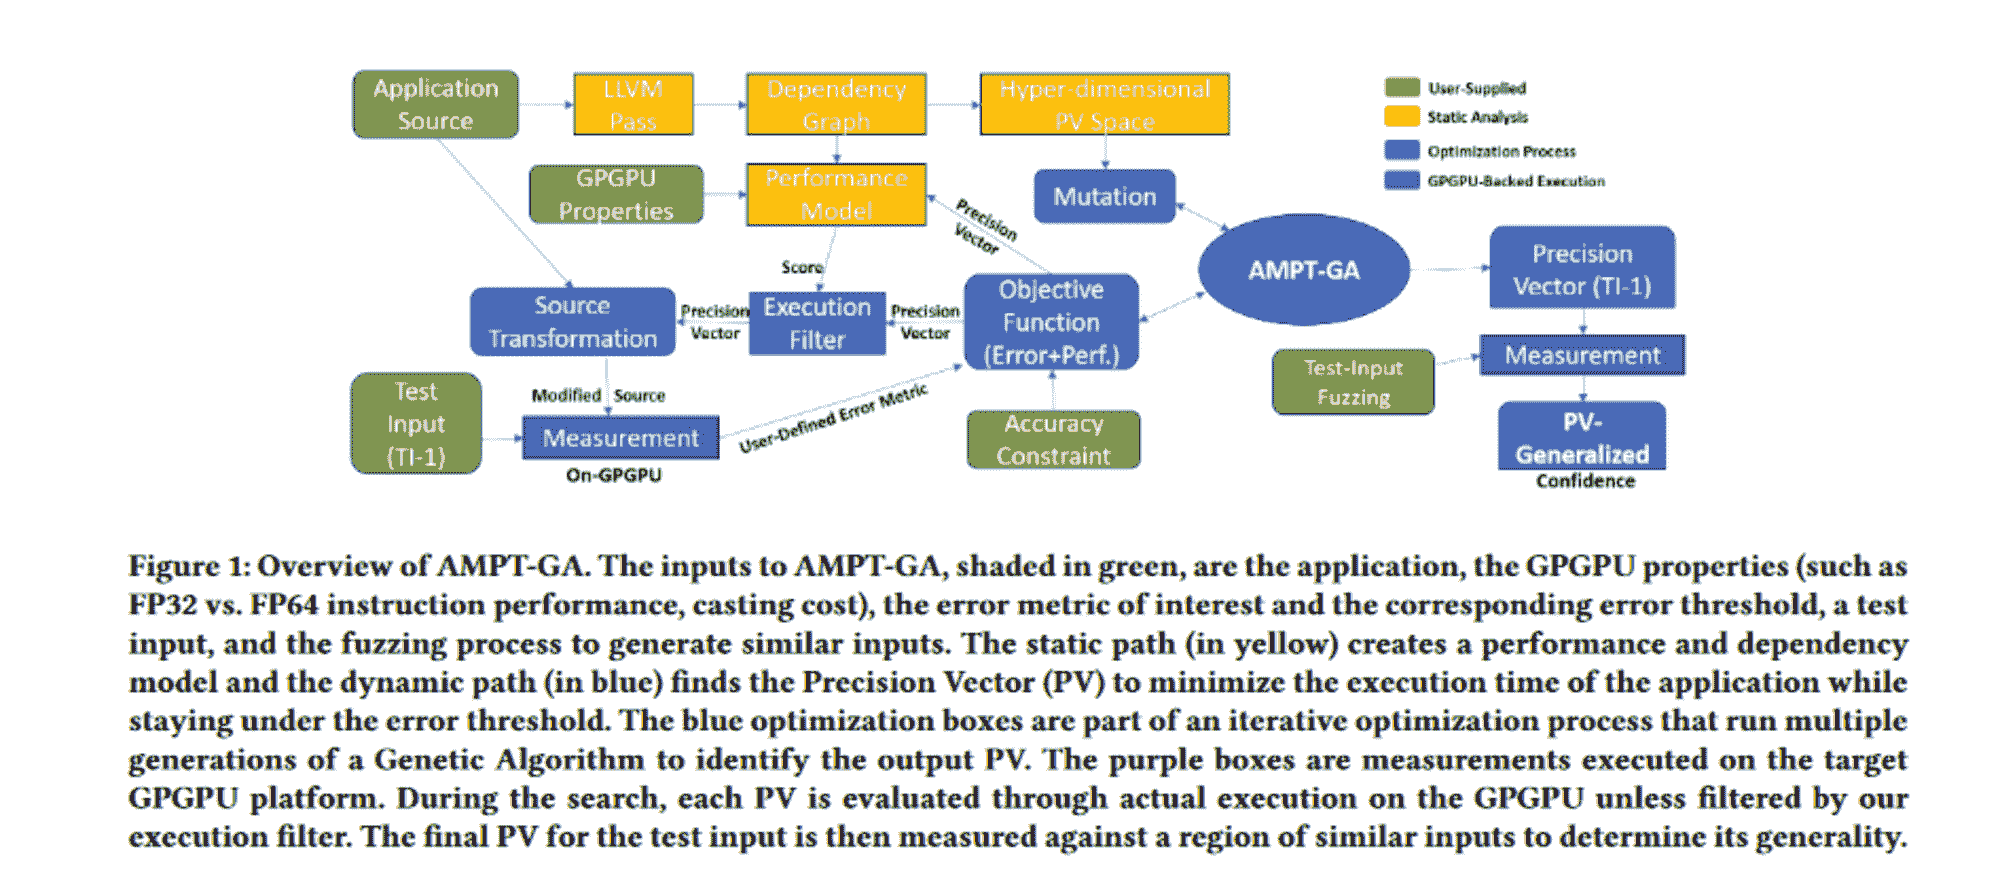 Application
Source
LLVM
Pass
Dependency
Graph
Hyper-dimensional
PV Space
User-Supplied
Static Analysis
Optimization Process
GPGPU-Backed Execution
GPGPU
Properties
Performance
Model
Mutation
Precision
Vector
AMPT-GA
Precision
Vector (TI-1)
Score
Source
Transformation
Precision
Vector
Execution
Filter
Precision
Vector
Objective
Function
(Error+Perf.)
Measurement
Test-Input
Fuzzing
Test
Input
(TI-1)
Modified Source
Measurement
On-GPGPU
User-Defined Error Metric
Accuracy
Constraint
PV-
Generalized
Confidence
Figure 1: Overview of AMPT-GA. The inputs to AMPT-GA, shaded in green, are the application, the GPGPU properties (such as
FP32 vs. FP64 instruction performance, casting cost), the error metric of interest and the corresponding error threshold, a test
input, and the fuzzing process to generate similar inputs. The static path (in yellow) creates a performance and dependency
model and the dynamic path (in blue) finds the Precision Vector (PV) to minimize the execution time of the application while
staying under the error threshold. The blue optimization boxes are part of an iterative optimization process that run multiple
generations of a Genetic Algorithm to identify the output PV. The purple boxes are measurements executed on the target
GPGPU platform. During the search, each PV is evaluated through actual execution on the GPGPU unless filtered by our
execution filter. The final PV for the test input is then measured against a region of similar inputs to determine its generality.